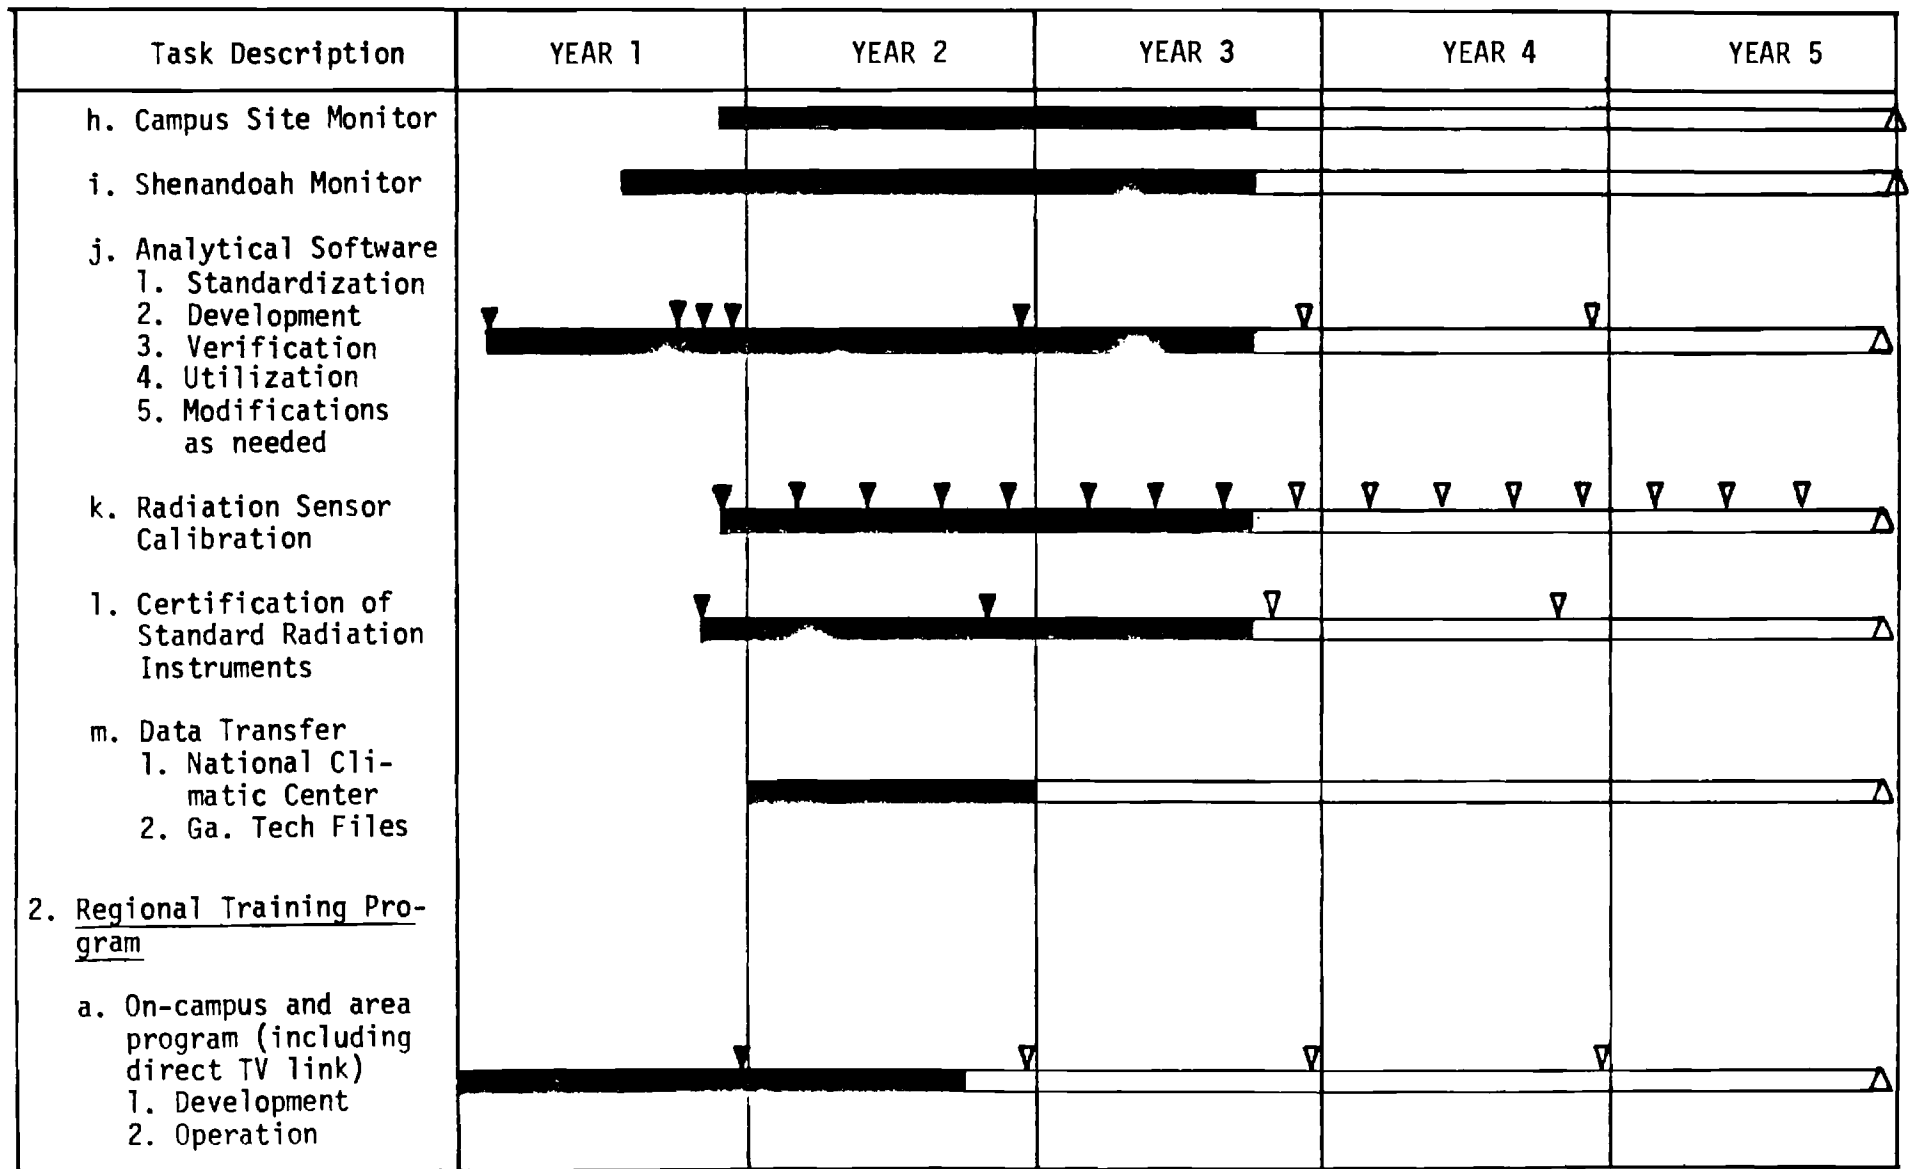 Task Description YEAR 1 YEAR 2 YEAR 3 YEAR 4 YEAR 5
h. Campus Site Monitor
i. Shenandoah Monitor
j. Analytical Software
1. Standardization
2. Development
3. Verification
4. Utilization
5. Modifications
as needed
k. Radiation Sensor
Calibration
l. Certification of
Standard Radiation
Instruments
m. Data Transfer
1. National Cli-
matic Center
2. Ga. Tech Files
2. Regional Training Pro-
gram
a. On-campus and area
program (including
direct TV link)
1. Development
2. Operation